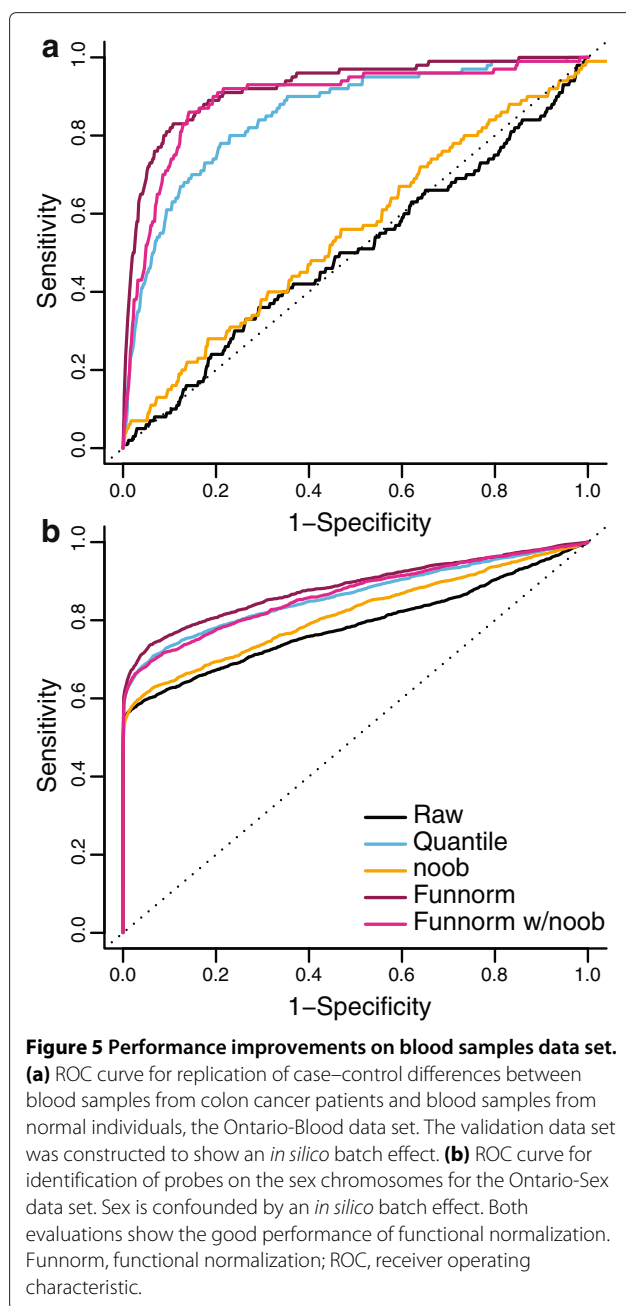 a
1.0
0.8
0.6
0.4
0.2
0.0
Sensitivity
0.0 0.2 0.4 0.6 0.8 1.0
1−Specificity
b
1.0
0.8
0.6
0.4
0.2
0.0
Sensitivity
Raw
Quantile
noob
Funnorm
Funnorm w/noob
0.0 0.2 0.4 0.6 0.8 1.0
1−Specificity
Figure 5 Performance improvements on blood samples data set.
(a) ROC curve for replication of case–control differences between
blood samples from colon cancer patients and blood samples from
normal individuals, the Ontario-Blood data set. The validation data set
was constructed to show an in silico batch effect. (b) ROC curve for
identification of probes on the sex chromosomes for the Ontario-Sex
data set. Sex is confounded by an in silico batch effect. Both
evaluations show the good performance of functional normalization.
Funnorm, functional normalization; ROC, receiver operating
characteristic.